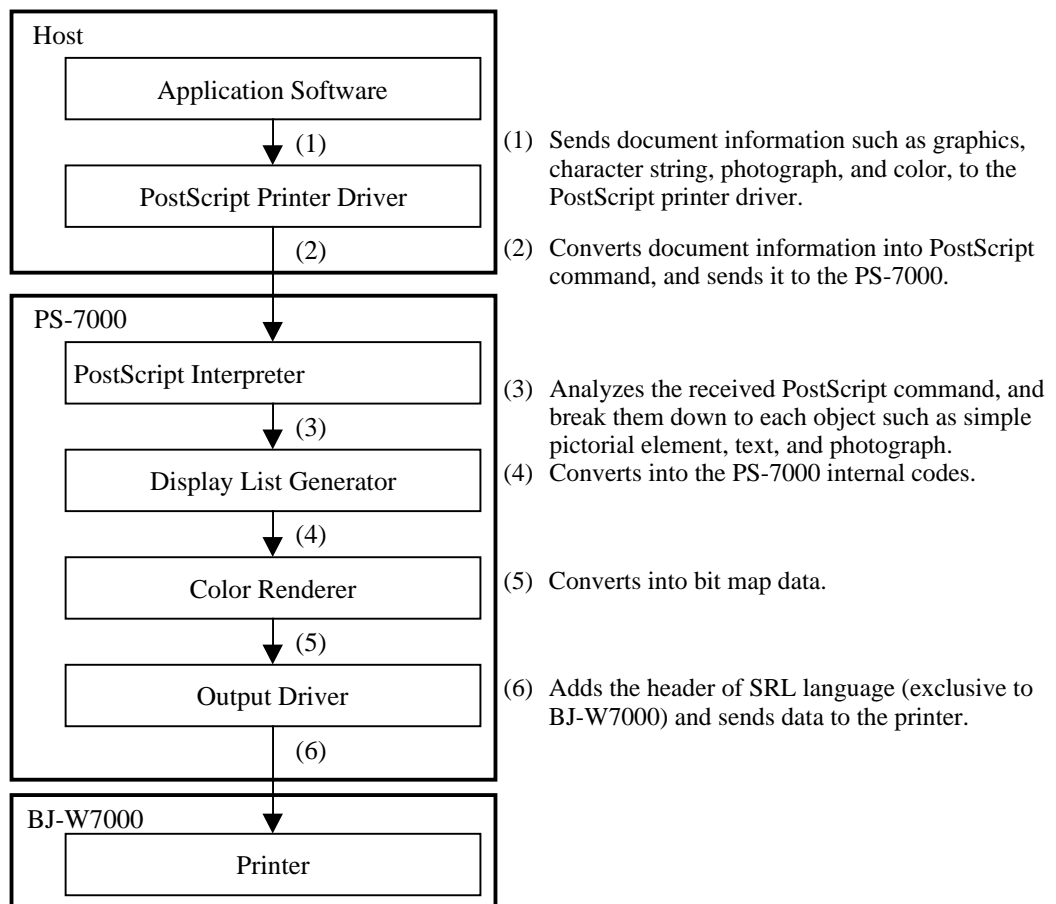 Host
Application Software
(1)
PostScript Printer Driver
(2)
PS-7000
PostScript Interpreter
(3)
Display List Generator
(4)
Color Renderer
(5)
Output Driver
(6)
BJ-W7000
Printer
(1) Sends document information such as graphics,
character string, photograph, and color, to the
PostScript printer driver.
(2) Converts document information into PostScript
command, and sends it to the PS-7000.
(3) Analyzes the received PostScript command, and
break them down to each object such as simple
pictorial element, text, and photograph.
(4) Converts into the PS-7000 internal codes.
(5) Converts into bit map data.
(6) Adds the header of SRL language (exclusive to
BJ-W7000) and sends data to the printer.